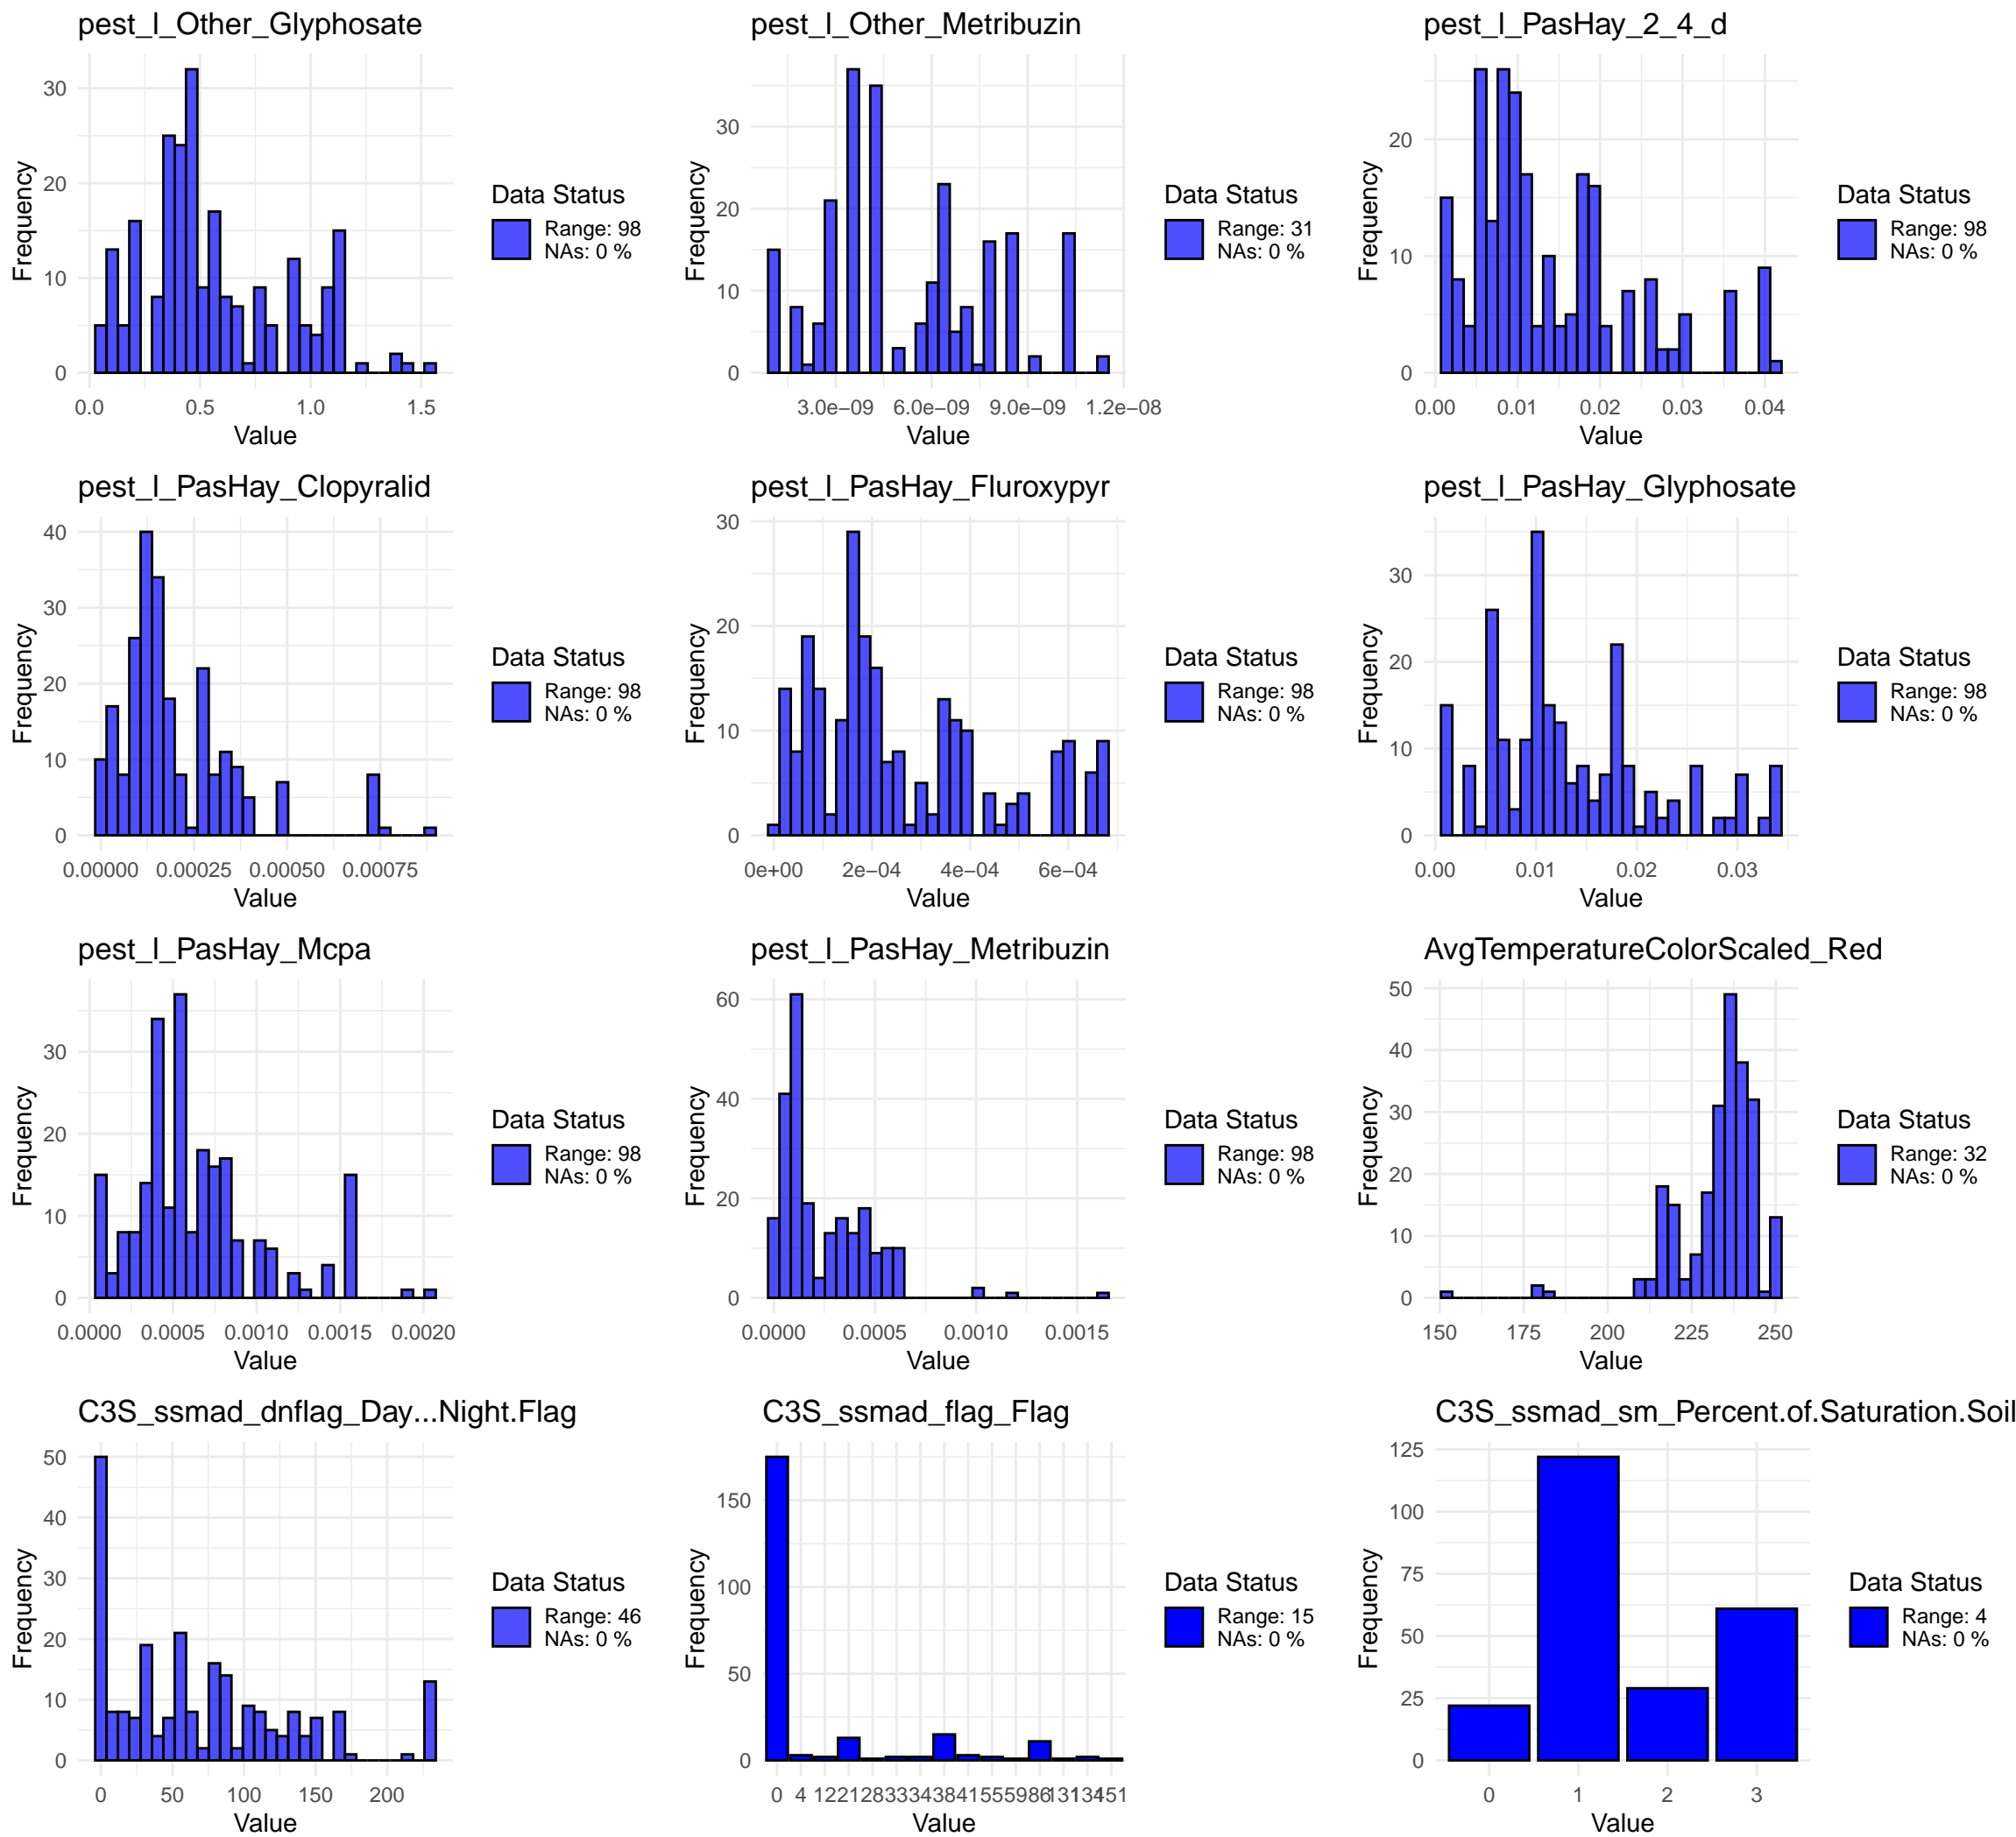 pest_l_Other_Glyphosate
Frequency
30
20
10
0
0.0 0.5 1.0 1.5
Value
Data Status
Range: 98
NAs: 0 %
pest_l_Other_Metribuzin
Frequency
30
20
10
0
3.0e−09 6.0e−09 9.0e−09 1.2e−08
Value
Data Status
Range: 31
NAs: 0 %
pest_l_PasHay_2_4_d
Frequency
20
10
0
0.00 0.01 0.02 0.03 0.04
Value
Data Status
Range: 98
NAs: 0 %
pest_l_PasHay_Clopyralid
Frequency
40
30
20
10
0
0.00000 0.00025 0.00050 0.00075
Value
Data Status
Range: 98
NAs: 0 %
pest_l_PasHay_Fluroxypyr
Frequency
30
20
10
0
0e+00 2e−04 4e−04 6e−04
Value
Data Status
Range: 98
NAs: 0 %
pest_l_PasHay_Glyphosate
Frequency
30
20
10
0
0.00 0.01 0.02 0.03
Value
Data Status
Range: 98
NAs: 0 %
pest_l_PasHay_Mcpa
Frequency
30
20
10
0
0.0000 0.0005 0.0010 0.0015 0.0020
Value
Data Status
Range: 98
NAs: 0 %
pest_l_PasHay_Metribuzin
Frequency
60
40
20
0
0.0000 0.0005 0.0010 0.0015
Value
Data Status
Range: 98
NAs: 0 %
AvgTemperatureColorScaled_Red
Frequency
50
40
30
20
10
0
150 175 200 225 250
Value
Data Status
Range: 32
NAs: 0 %
C3S_ssmad_dnflag_Day...Night.Flag
Frequency
50
40
30
20
10
0
0 50 100 150 200
Value
Data Status
Range: 46
NAs: 0 %
C3S_ssmad_flag_Flag
Frequency
150
100
50
0
0 4 12 21 28 33 34 38 41 55 59 86 131 134 151
Value
Data Status
Range: 15
NAs: 0 %
C3S_ssmad_sm_Percent.of.Saturation.Soil
Frequency
125
100
75
50
25
0
0 1 2 3
Value
Data Status
Range: 4
NAs: 0 %